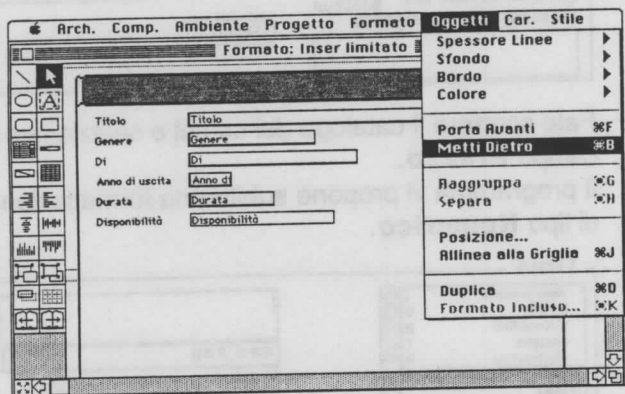 Arch. Comp. Ambiente Progetto Formato Oggetti Car. Stile
Formato: Inser limitato
Spessore Linee
Sfondo
Bordo
Colore
Porta Avanti ⌘F
Metti Dietro ⌘B
Raggruppa G
Separa H
Posizione...
Allinea alla Griglia ⌘J
Duplica ⌘D
Formato Incluso... K
Titolo Titolo
Genere Genere
Di Di
Anno di uscita Anno di
Durata Durata
Disponibilità Disponibilità